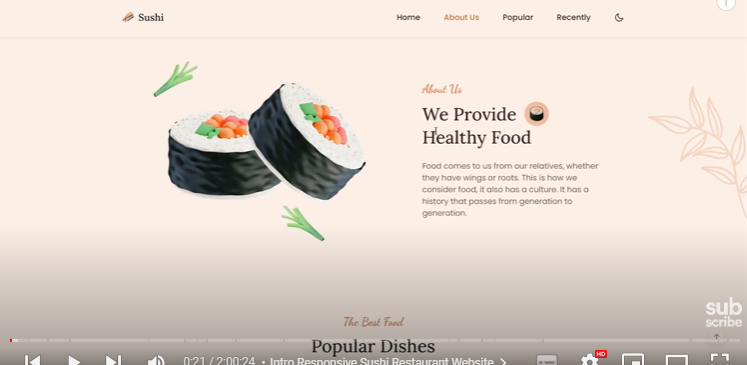 Sushi
Home About Us Popular Recently
About Us
We Provide
Healthy Food
Food comes to us from our relatives, whether
they have wings or roots. This is how we
consider food, it also has a culture. It has a
history that passes from generation to
generation.
The Best Food
Popular Dishes
sub
scribe
HD
0:21 / 2:00:24 • Intro Responsive Sushi Restaurant Website